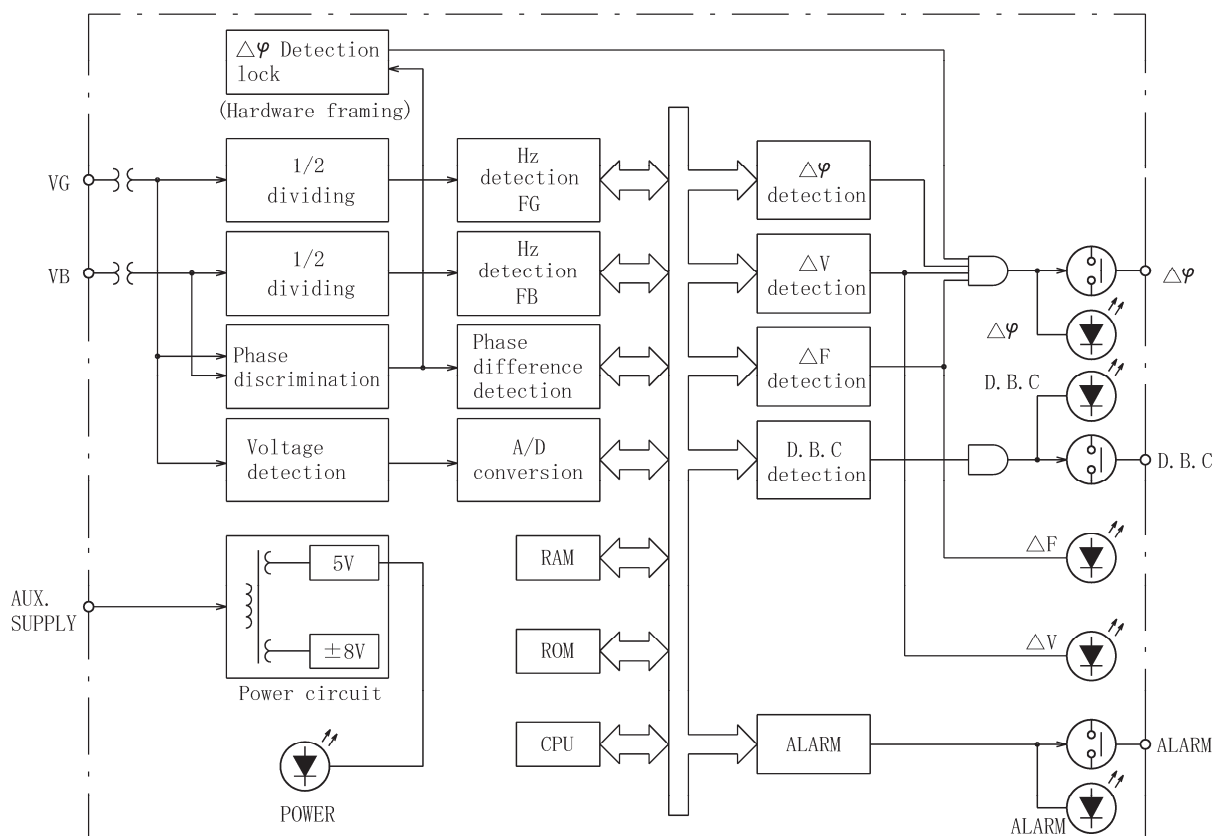 △φ Detection
lock
(Hardware framing)
VG
1/2
dividing
Hz
detection
FG
△φ
detection
VB
1/2
dividing
Hz
detection
FB
△V
detection
△φ
△φ
Phase
discrimination
Phase
difference
detection
△F
detection
D.B.C
Voltage
detection
A/D
conversion
D.B.C
detection
D.B.C
AUX.
SUPPLY
5V
±8V
Power circuit
RAM
△F
ROM
△V
CPU
ALARM
ALARM
POWER
ALARM